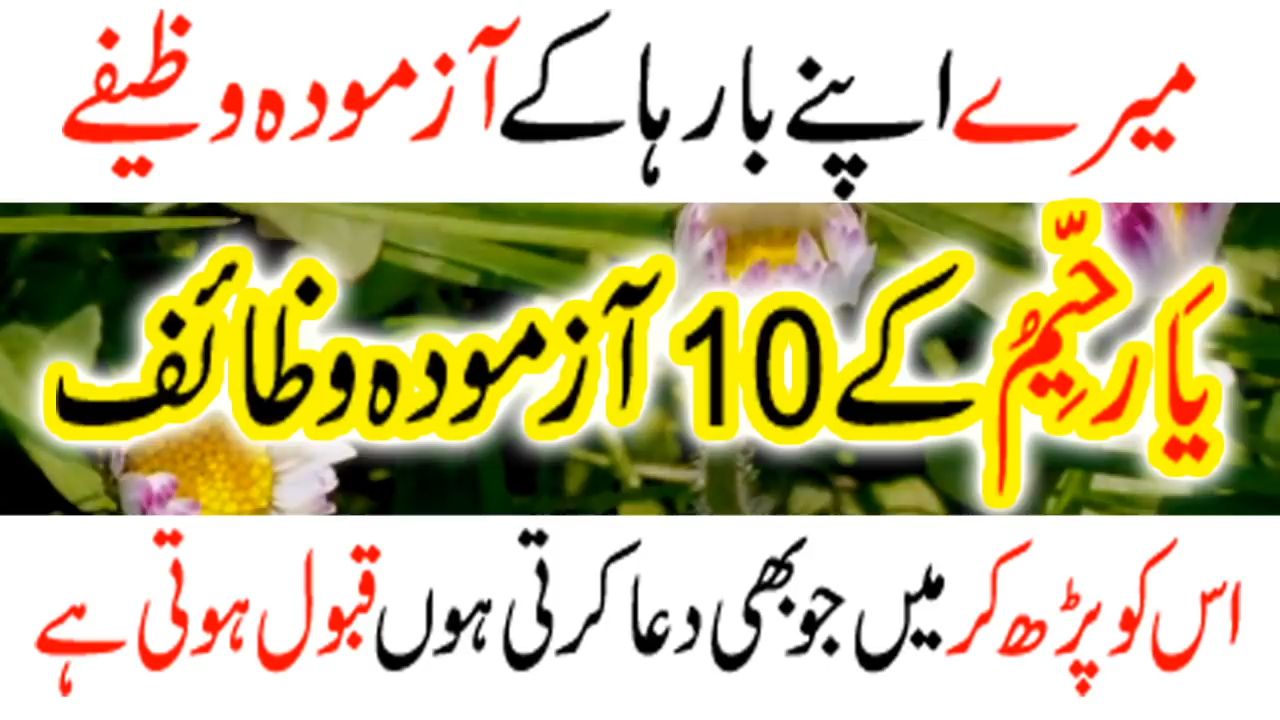 میرے اپنے بارہا کے آزمودہ وظیفے
یَا رَحِیْمُ کے 10 آزمودہ وظائف
اس کو پڑھ کر میں جو بھی دعا کرتی ہوں قبول ہوتی ہے